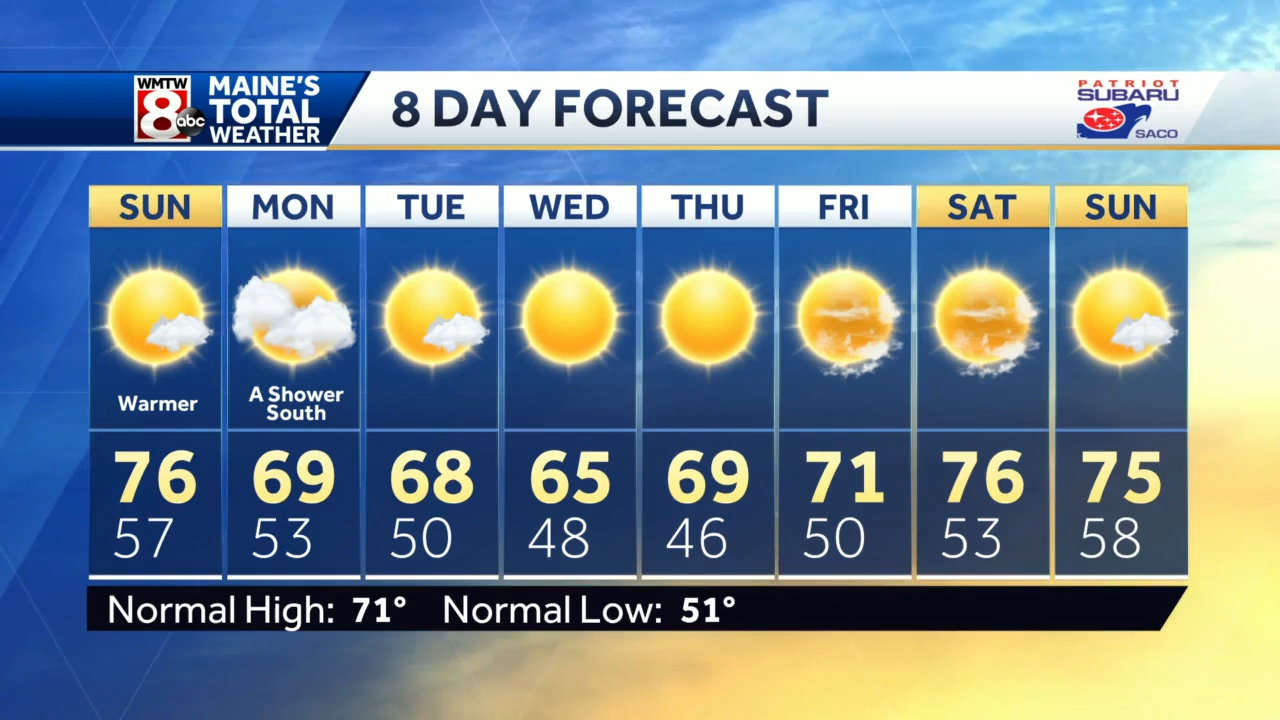 WMTW
8
abc
MAINE'S
TOTAL
WEATHER
8 DAY FORECAST
PATRIOT
SUBARU
SACO
SUN MON TUE WED THU FRI SAT SUN
Warmer
A Shower
South
76 69 68 65 69 71 76 75
57 53 50 48 46 50 53 58
Normal High: 71° Normal Low: 51°